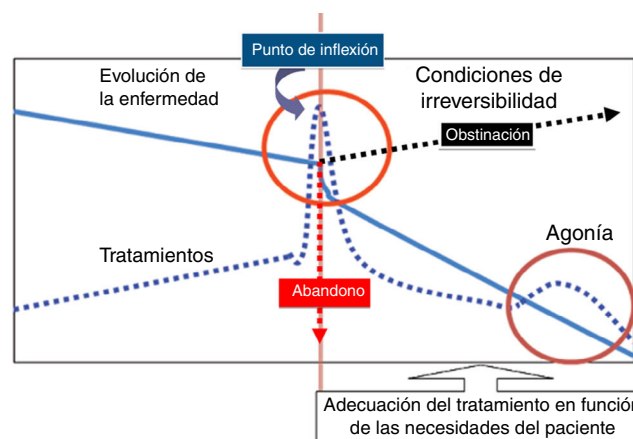 Punto de inflexión
Evolución de
la enfermedad
Condiciones de
irreversibilidad
Obstinación
Tratamientos
Agonía
Abandono
Adecuación del tratamiento en función
de las necesidades del paciente